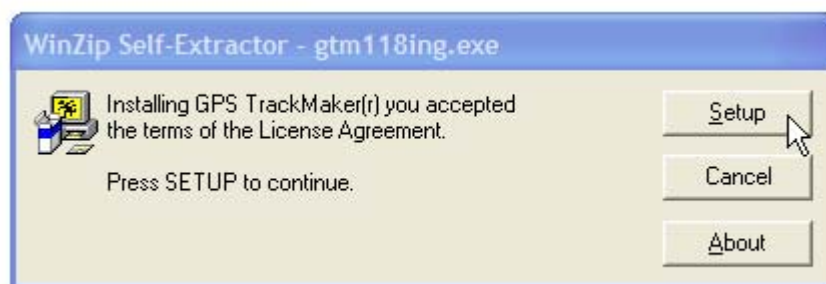 WinZip Self-Extractor - gtm118ing.exe
Installing GPS TrackMaker(r) you accepted
the terms of the License Agreement.
Press SETUP to continue.
Setup
Cancel
About